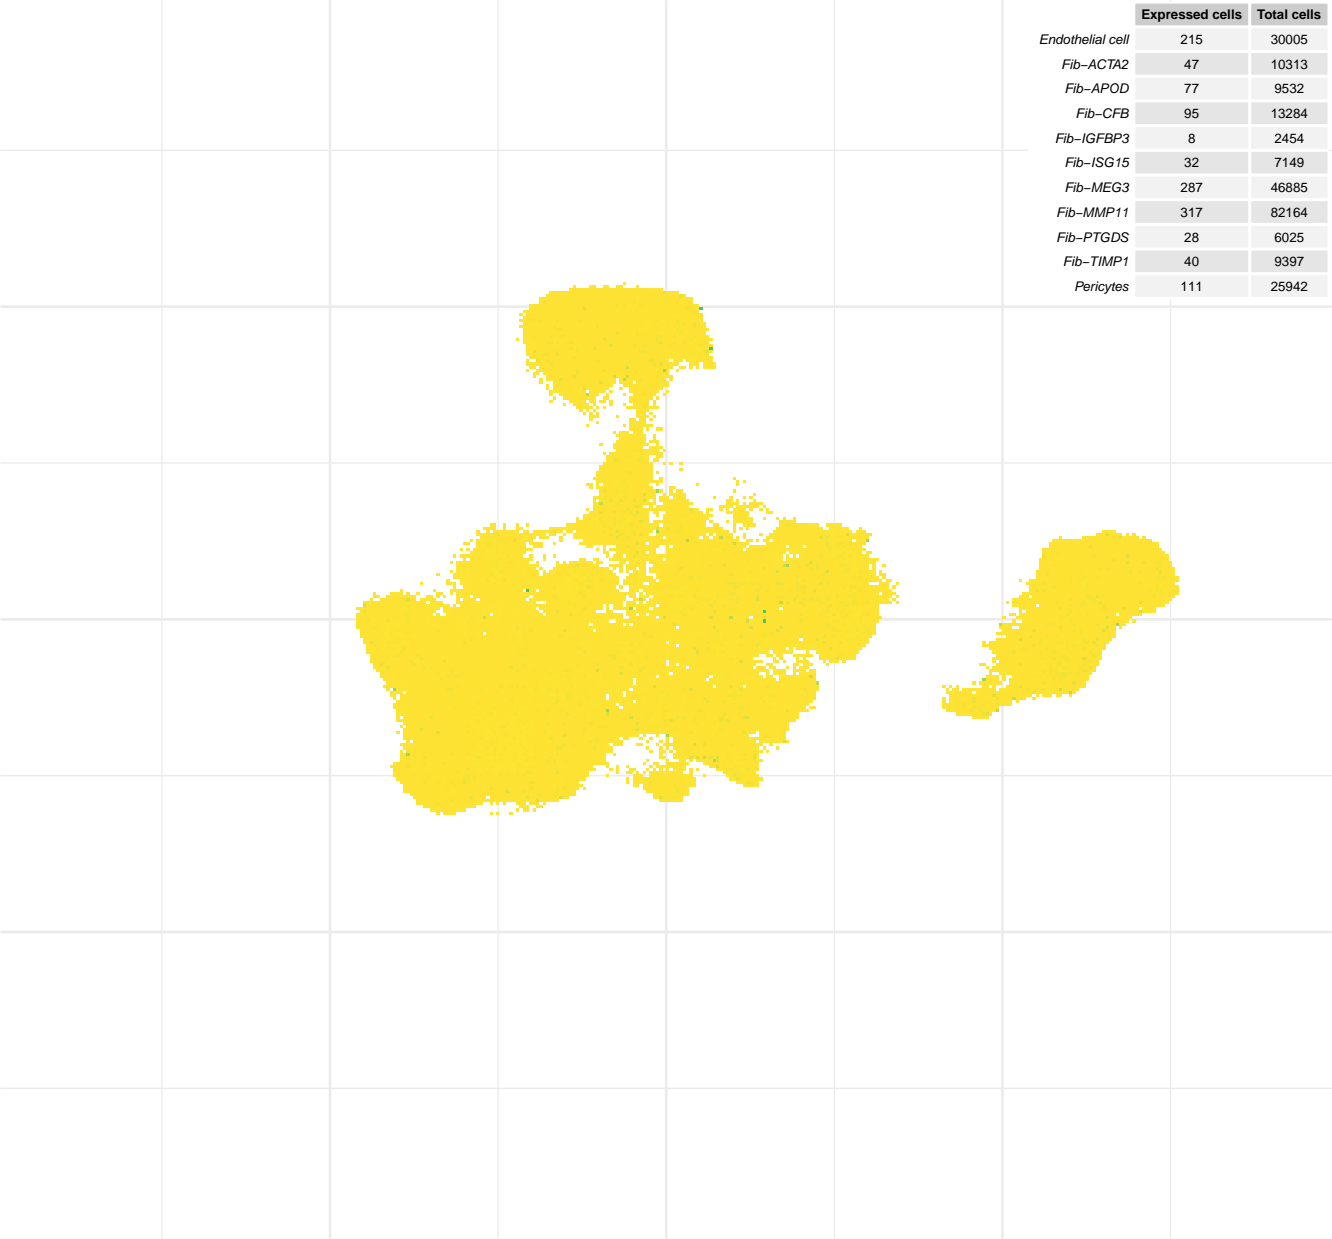 Expressed cells Total cells
Endothelial cell 215 30005
Fib−ACTA2 47 10313
Fib−APOD 77 9532
Fib−CFB 95 13284
Fib−IGFBP3 8 2454
Fib−ISG15 32 7149
Fib−MEG3 287 46885
Fib−MMP11 317 82164
Fib−PTGDS 28 6025
Fib−TIMP1 40 9397
Pericytes 111 25942